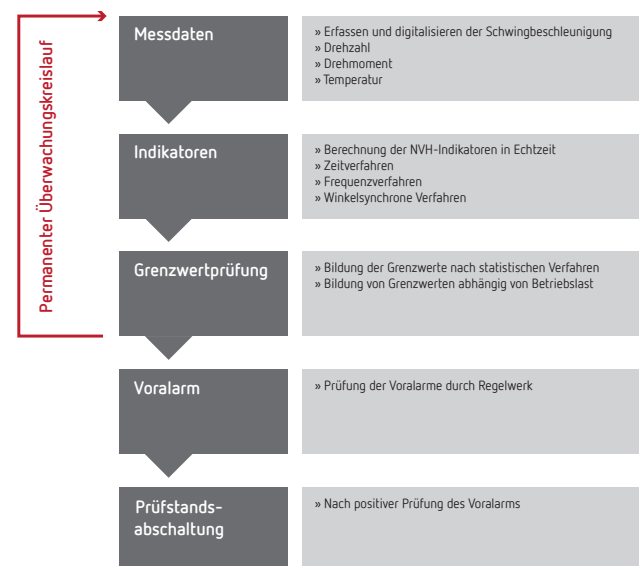 Permanenter Überwachungskreislauf
Messdaten
» Erfassen und digitalisieren der Schwingbeschleunigung
» Drehzahl
» Drehmoment
» Temperatur
Indikatoren
» Berechnung der NVH-Indikatoren in Echtzeit
» Zeitverfahren
» Frequenzverfahren
» Winkelsynchrone Verfahren
Grenzwertprüfung
» Bildung der Grenzwerte nach statistischen Verfahren
» Bildung von Grenzwerten abhängig von Betriebslast
Voralarm
» Prüfung der Voralarme durch Regelwerk
Prüfstands-
abschaltung
» Nach positiver Prüfung des Voralarms